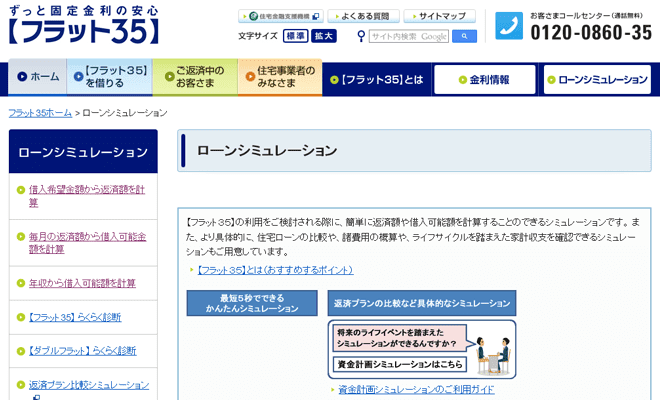 ずっと固定金利の安心
【フラット35】
住宅金融支援機構
よくある質問
サイトマップ
文字サイズ 標準 拡大
サイト内検索 Google
お客さまコールセンター(通話無料)
0120-0860-35
ホーム
【フラット35】
を借りる
ご返済中の
お客さま
住宅事業者の
みなさま
【フラット35】とは
金利情報
ローンシミュレーション
フラット35ホーム > ローンシミュレーション
ローンシミュレーション
借入希望金額から返済額を計
算
毎月の返済額から借入可能金
額を計算
年収から借入可能額を計算
【フラット35】らくらく診断
【ダブルフラット】らくらく診断
返済プラン比較シミュレーション
ローンシミュレーション
【フラット35】の利用をご検討される際に、簡単に返済額や借入可能額を計算することのできるシミュレーションです。ま
た、より具体的に、住宅ローンの比較や、諸費用の概算や、ライフサイクルを踏まえた家計収支を確認できるシミュレー
ションもご用意しています。
【フラット35】とは(おすすめするポイント)
最短5秒でできる
かんたんシミュレーション
返済プランの比較など具体的なシミュレーション
将来のライフイベントを踏まえた
シミュレーションができるんですか?
資金計画シミュレーションはこちら
資金計画シミュレーションのご利用ガイド